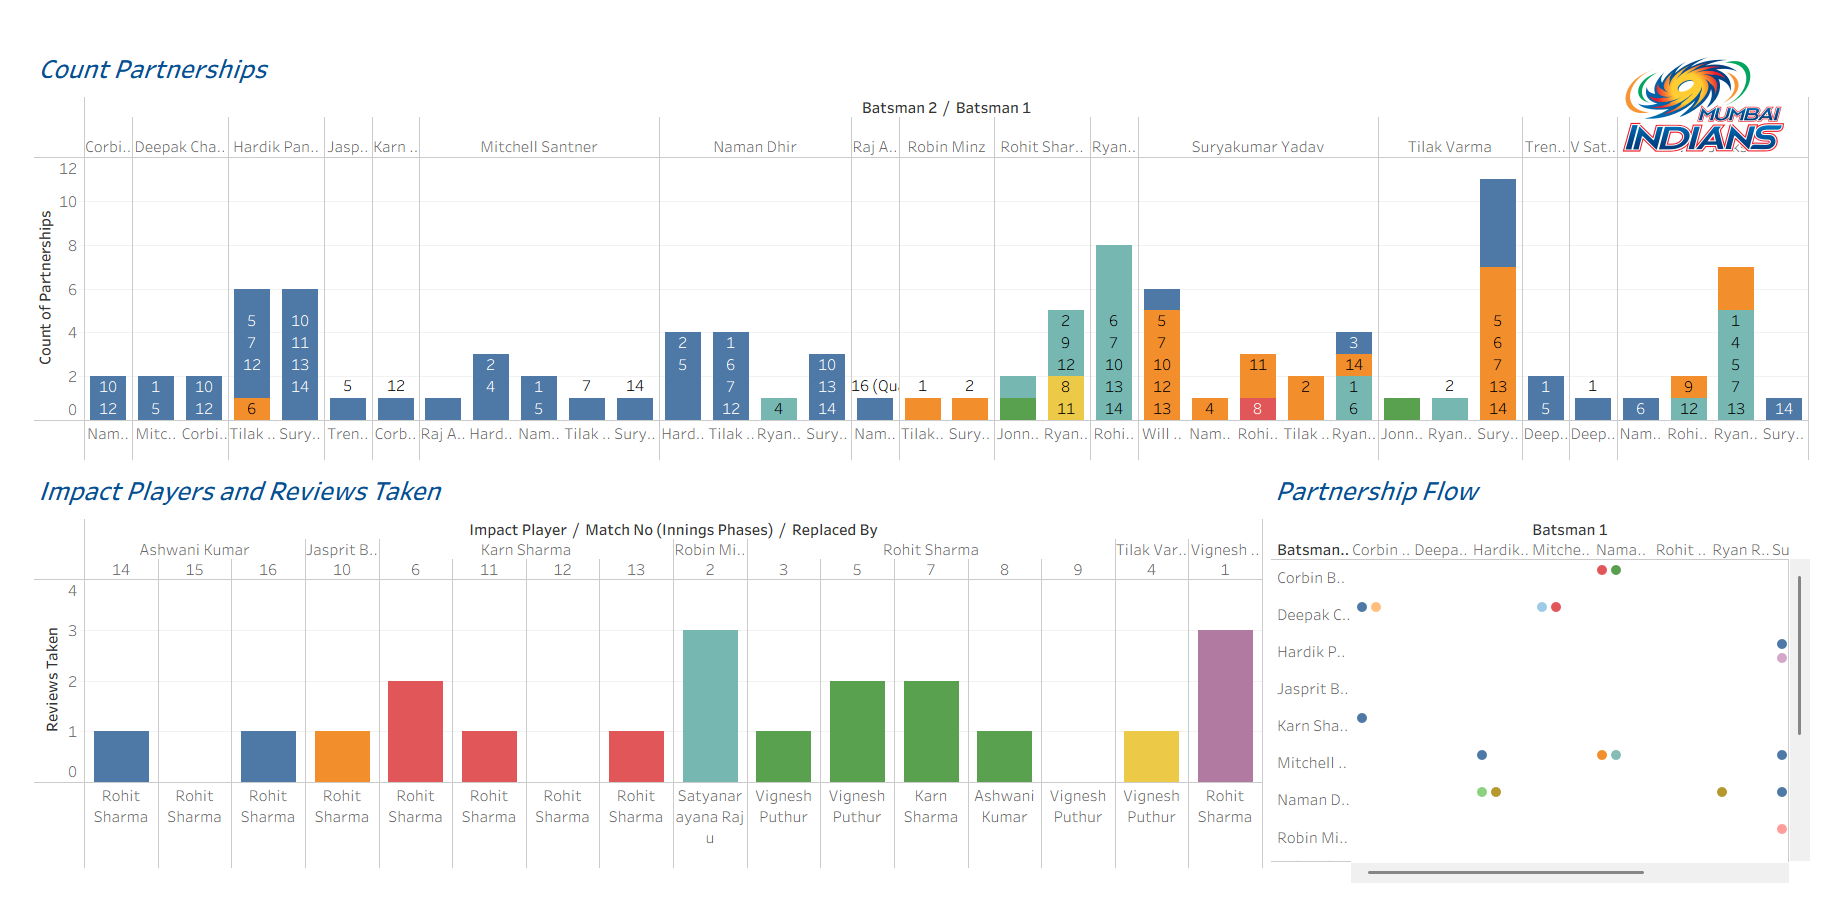 Count Partnerships
MUMBAI
INDIANS
Batsman 2 / Batsman 1
Corbi.. Deepak Cha.. Hardik Pan.. Jasp.. Karn .. Mitchell Santner Naman Dhir Raj A.. Robin Minz Rohit Shar.. Ryan.. Suryakumar Yadav Tilak Varma Tren.. V Sat..
Count of Partnerships
12
10
8
6
4
2
0
10 12
1 5
10 12
5 7 12 6
10 11 13 14
5
12
2 4
1 5
7
14
2 5
1 6 7 12
4
10 13 14
16 (Qu
1
2
2 9 12 8 11
6 7 10 13 14
5 7 10 12 13
4
11 8
2
3 14 1 6
2
5 6 7 13 14
1 5
1
6
9 12
1 4 5 7 13
14
Nam.. Mitc.. Corbi.. Tilak .. Sury.. Tren.. Corb.. Raj A.. Hard.. Nam.. Tilak .. Sury.. Hard.. Tilak .. Ryan.. Sury.. Nam.. Tilak.. Sury.. Jonn.. Ryan.. Rohi.. Will .. Nam.. Rohi.. Tilak .. Ryan.. Jonn.. Ryan.. Sury.. Deep.. Deep.. Nam.. Rohi.. Ryan.. Sury..
Impact Players and Reviews Taken
Impact Player / Match No (Innings Phases) / Replaced By
Ashwani Kumar Jasprit B.. Karn Sharma Robin Mi.. Rohit Sharma Tilak Var.. Vignesh ..
14 15 16 10 6 11 12 13 2 3 5 7 8 9 4 1
Reviews Taken
4
3
2
1
0
Rohit Rohit Rohit Rohit Rohit Rohit Rohit Rohit Satyanar Vignesh Vignesh Karn Ashwani Vignesh Vignesh Rohit
Sharma Sharma Sharma Sharma Sharma Sharma Sharma Sharma ayana Raj Puthur Puthur Sharma Kumar Puthur Puthur Sharma
u
Partnership Flow
Batsman 1
Batsman.. Corbin .. Deepa.. Hardik.. Mitche.. Nama.. Rohit .. Ryan R.. Su
Corbin B..
Deepak C..
Hardik P..
Jasprit B..
Karn Sha..
Mitchell ..
Naman D..
Robin Mi..